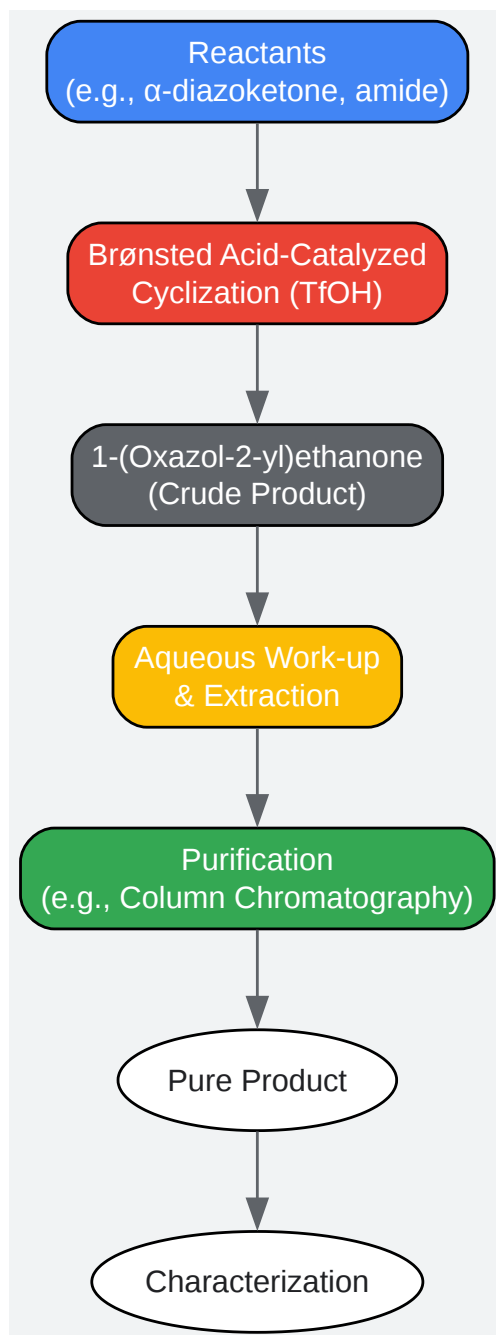 Reactants
(e.g., α-diazoketone, amide)
Brønsted Acid-Catalyzed
Cyclization (TfOH)
1-(Oxazol-2-yl)ethanone
(Crude Product)
Aqueous Work-up
& Extraction
Purification
(e.g., Column Chromatography)
Pure Product
Characterization